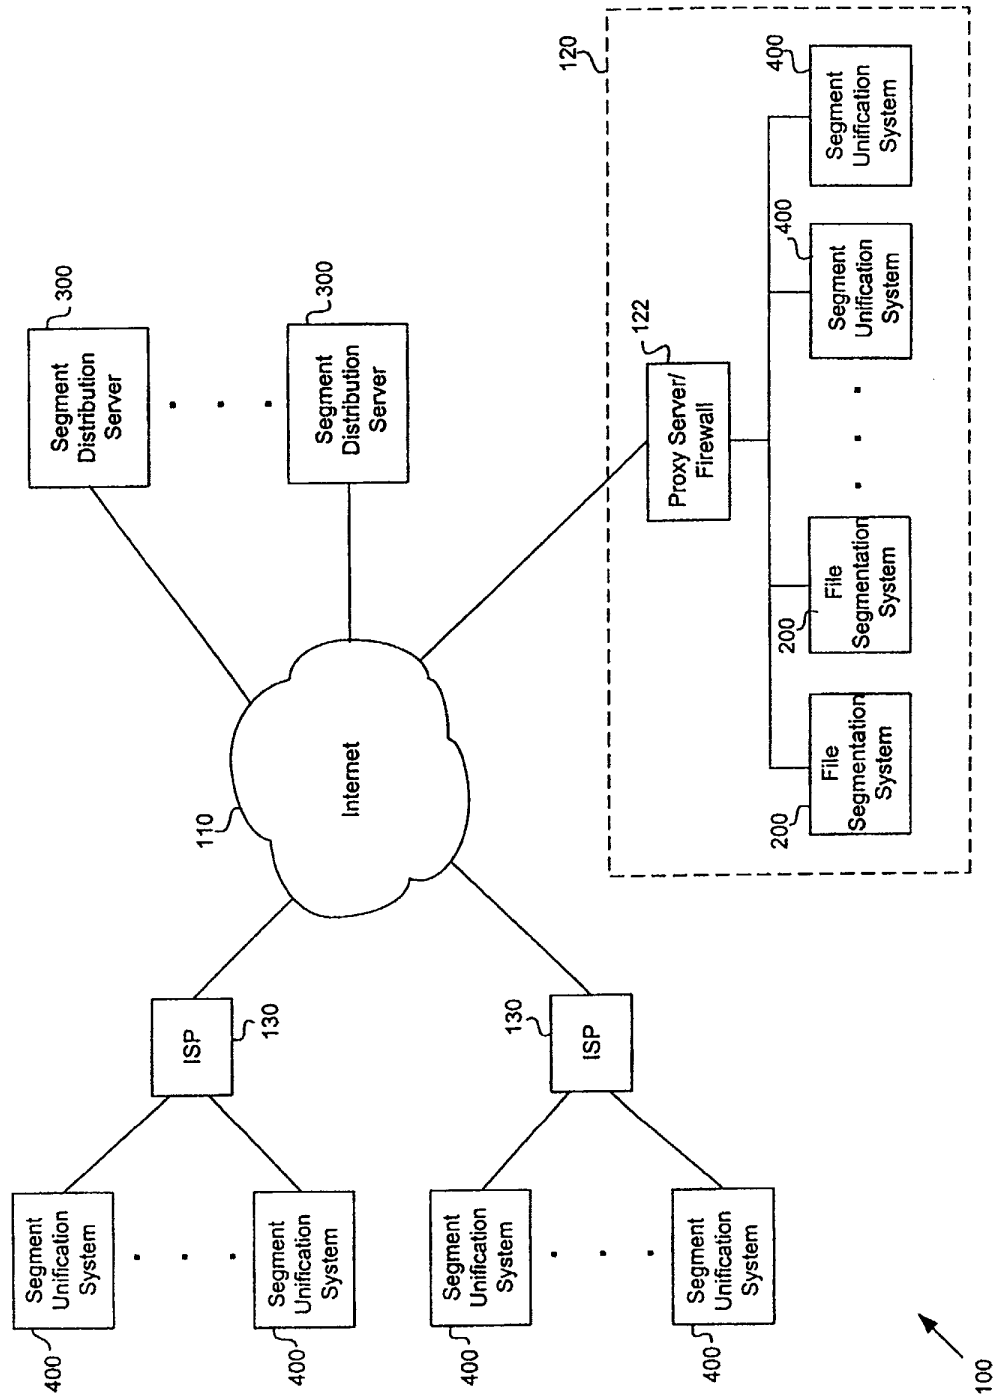 Segment
Distribution
Server
300
Segment
Distribution
Server
300
Internet
110
120
Proxy Server/
Firewall
122
File
Segmentation
System
200
File
Segmentation
System
200
Segment
Unification
System
400
Segment
Unification
System
400
ISP
130
ISP
130
Segment
Unification
System
400
Segment
Unification
System
400
Segment
Unification
System
400
Segment
Unification
System
400
100